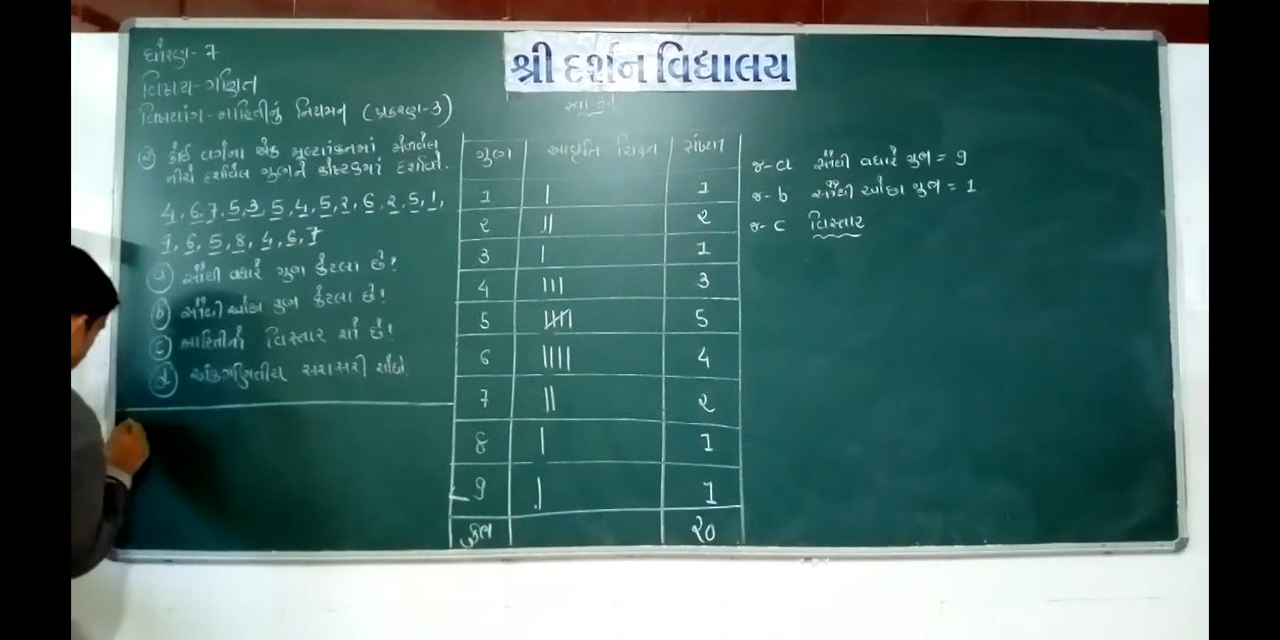 શ્રી દર્શન વિદ્યાલય
ધોરણ - 7
વિષય - ગણિત
વિષયાંગ - માહિતીનું નિયમન (પ્રકરણ-3)
સ્વા-3.1
કોઈ વર્ગના એક મૂલ્યાંકનમાં મેળવેલ
નીચે દર્શાવેલ ગુણને કોષ્ટકમાં દર્શાવો.
4, 6, 7, 5, 3, 5, 4, 5, 2, 6, 2, 5, 1,
9, 6, 5, 8, 4, 6, 7
(a) સૌથી વધારે ગુણ કેટલા છે?
(b) સૌથી ઓછા ગુણ કેટલા છે?
(c) માહિતીનો વિસ્તાર શો છે?
(d) અંકગણિતીય સરાસરી શોધો.
ગુણ આવૃત્તિ ચિહ્ન સંખ્યા
1 | 1
2 || 2
3 | 1
4 ||| 3
5 |||| 5
6 |||| 4
7 || 2
8 | 1
9 | 1
કુલ 20
જ-a સૌથી વધારે ગુણ = 9
જ-b સૌથી ઓછા ગુણ = 1
જ-c વિસ્તાર